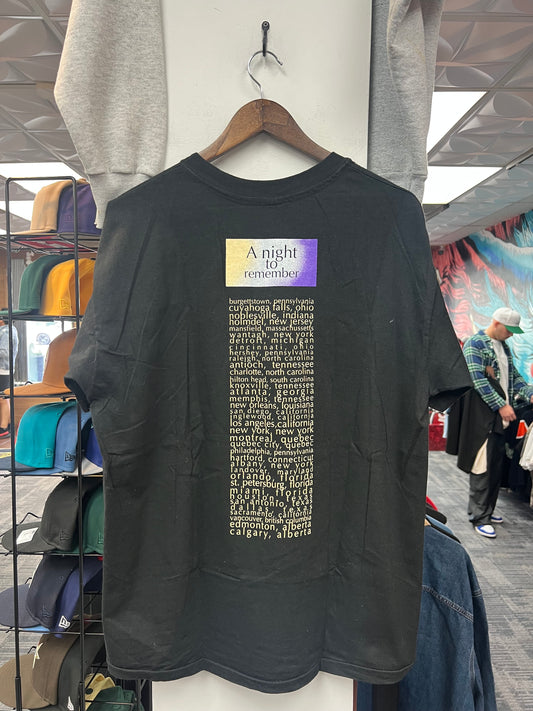 A night
to
remember
burgettstown, pennsylvania
cuyahoga falls, ohio
noblesville, indiana
holmdel, new jersey
mansfield, massachussetts
wantagh, new york
detroit, michigan
cincinnati, ohio
hershey, pennsylvania
raleigh, north carolina
antioch, tennessee
charlotte, north carolina
hilton head, south carolina
knoxville, tennessee
atlanta, georgia
memphis, tennessee
new orleans, louisiana
san diego, california
inglewood, california
los angeles, california
new york, new york
montreal, quebec
quebec city, quebec
philadelphia, pennsylvania
hartford, connecticut
albany, new york
landover, maryland
orlando, florida
st. petersburg, florida
miami, florida
houston, texas
san antonio, texas
dallas, texas
sacramento, california
vancouver, british columbia
edmonton, alberta
calgary, alberta